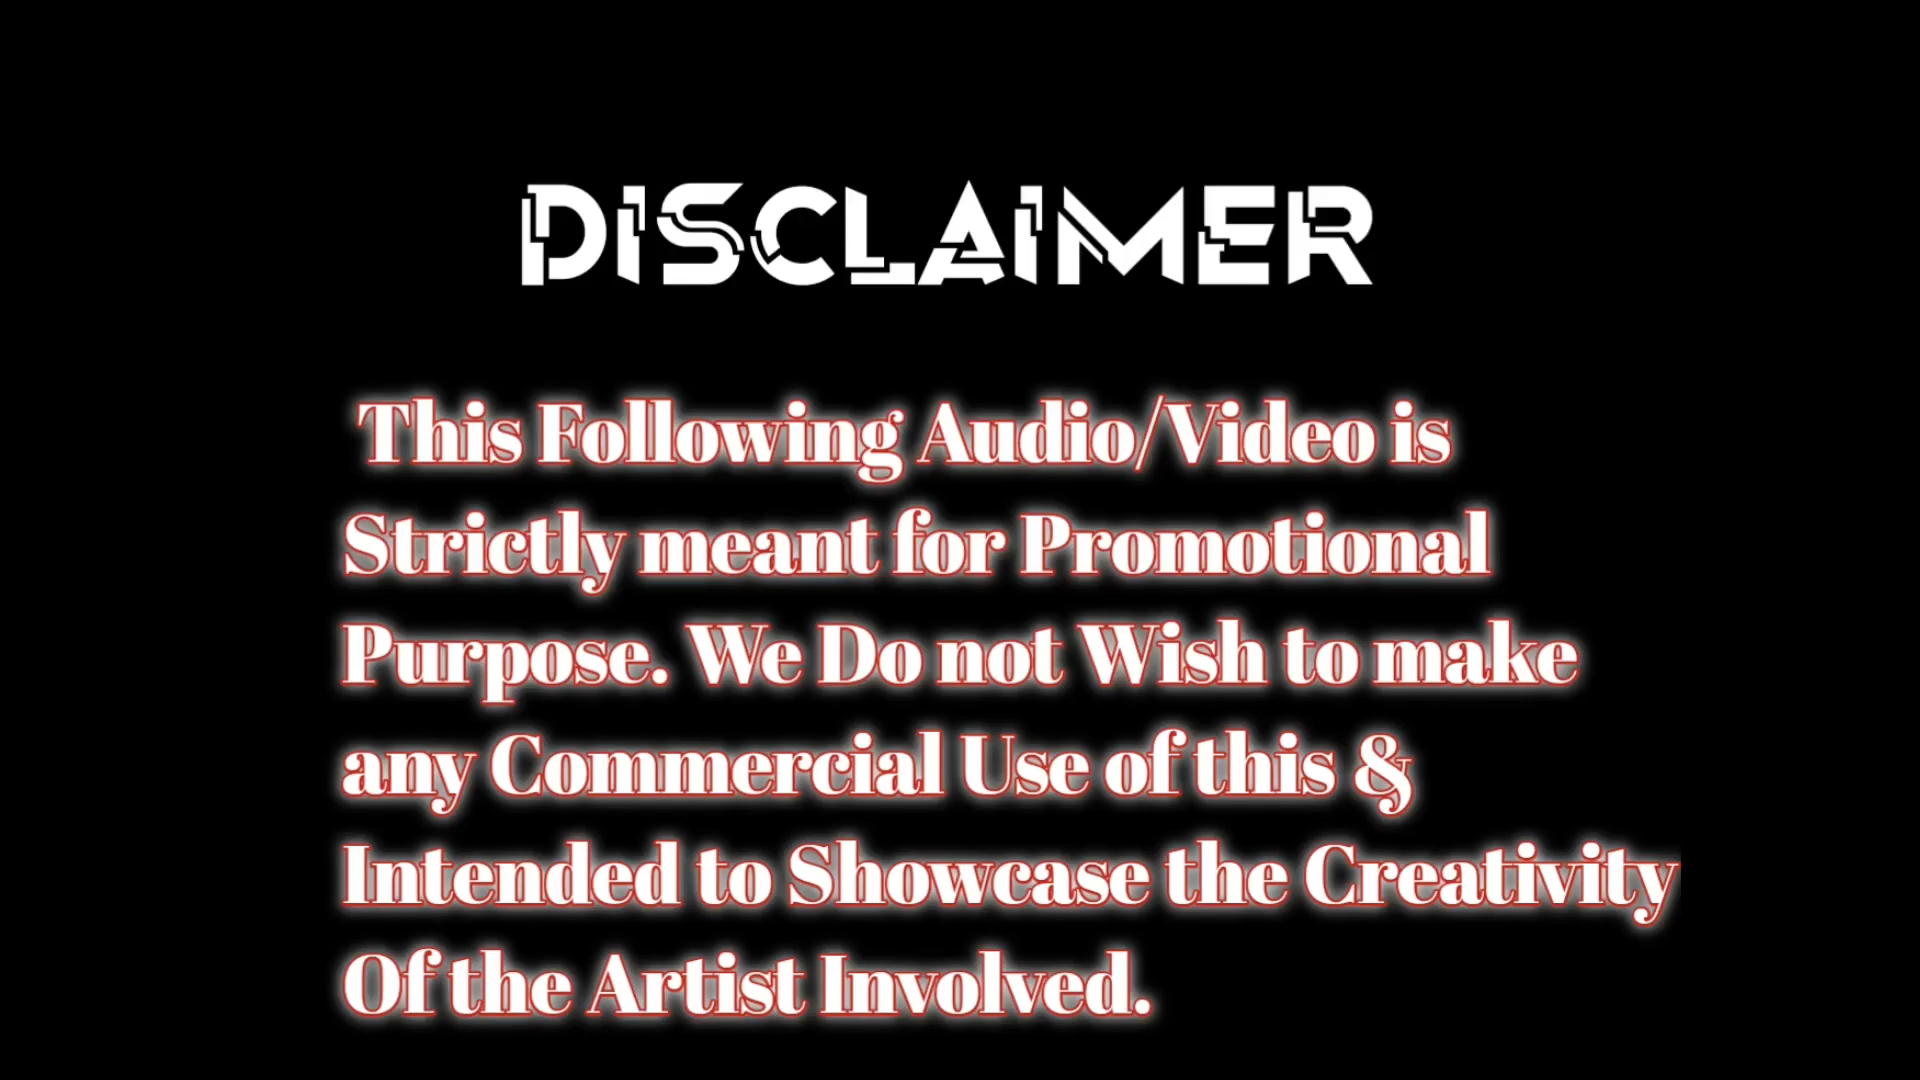 DISCLAIMER
This Following Audio/Video is
Strictly meant for Promotional
Purpose. We Do not Wish to make
any Commercial Use of this &
Intended to Showcase the Creativity
Of the Artist Involved.